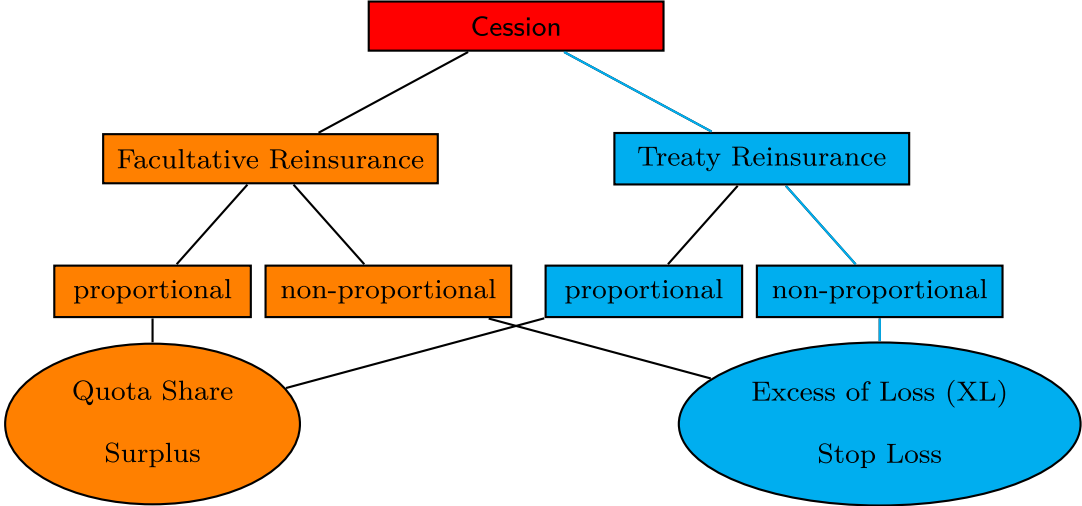 Cession
Facultative Reinsurance
Treaty Reinsurance
proportional
non-proportional
proportional
non-proportional
Quota Share
Surplus
Excess of Loss (XL)
Stop Loss